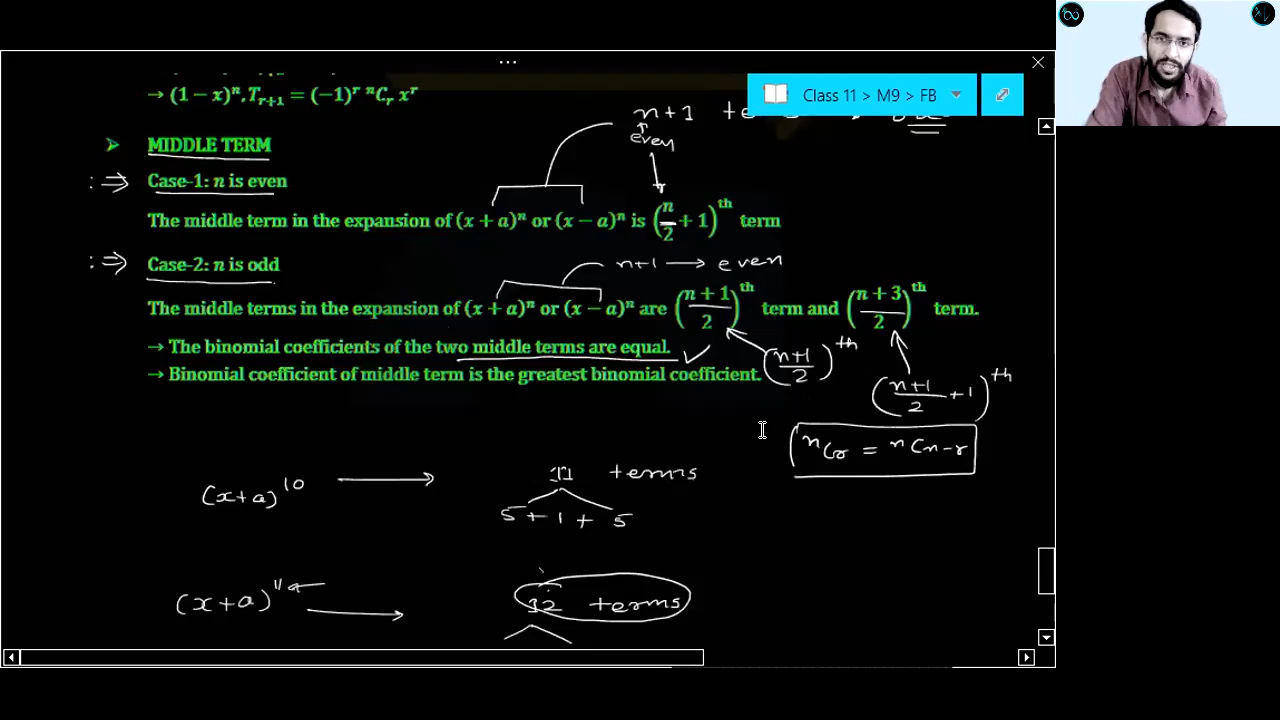 Class 11 > M9 > FB
→ (1 − x)ⁿ, Tᵣ₊₁ = (−1)ʳ ⁿCᵣ xʳ
n+1
even
➤ MIDDLE TERM
:⇒ Case-1: n is even
The middle term in the expansion of (x + a)ⁿ or (x − a)ⁿ is (n/2 + 1)ᵗʰ term
:⇒ Case-2: n is odd
n+1 → even
The middle terms in the expansion of (x + a)ⁿ or (x − a)ⁿ are ((n + 1)/2)ᵗʰ term and ((n + 3)/2)ᵗʰ term.
→ The binomial coefficients of the two middle terms are equal. ✓
((n+1)/2)ᵗʰ
→ Binomial coefficient of middle term is the greatest binomial coefficient.
((n+1)/2 + 1)ᵗʰ
ⁿCᵣ = ⁿCₙ₋ᵣ
(x+a)¹⁰ → 11 terms
5 + 1 + 5
(x+a)¹¹ → 12 terms